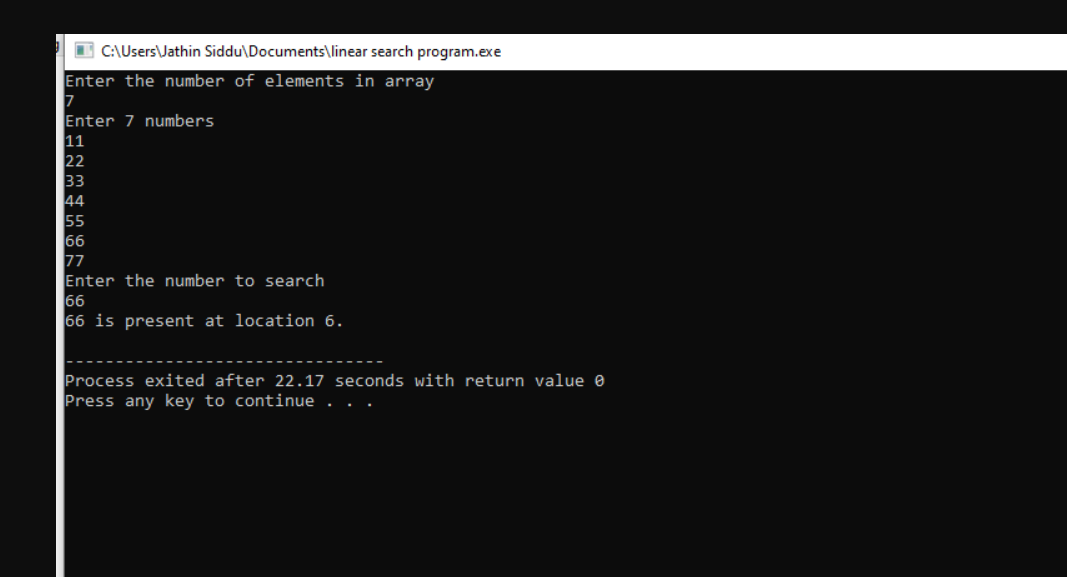 C:\Users\Jathin Siddu\Documents\linear search program.exe
Enter the number of elements in array
7
Enter 7 numbers
11
22
33
44
55
66
77
Enter the number to search
66
66 is present at location 6.
--------------------------------
Process exited after 22.17 seconds with return value 0
Press any key to continue . . .